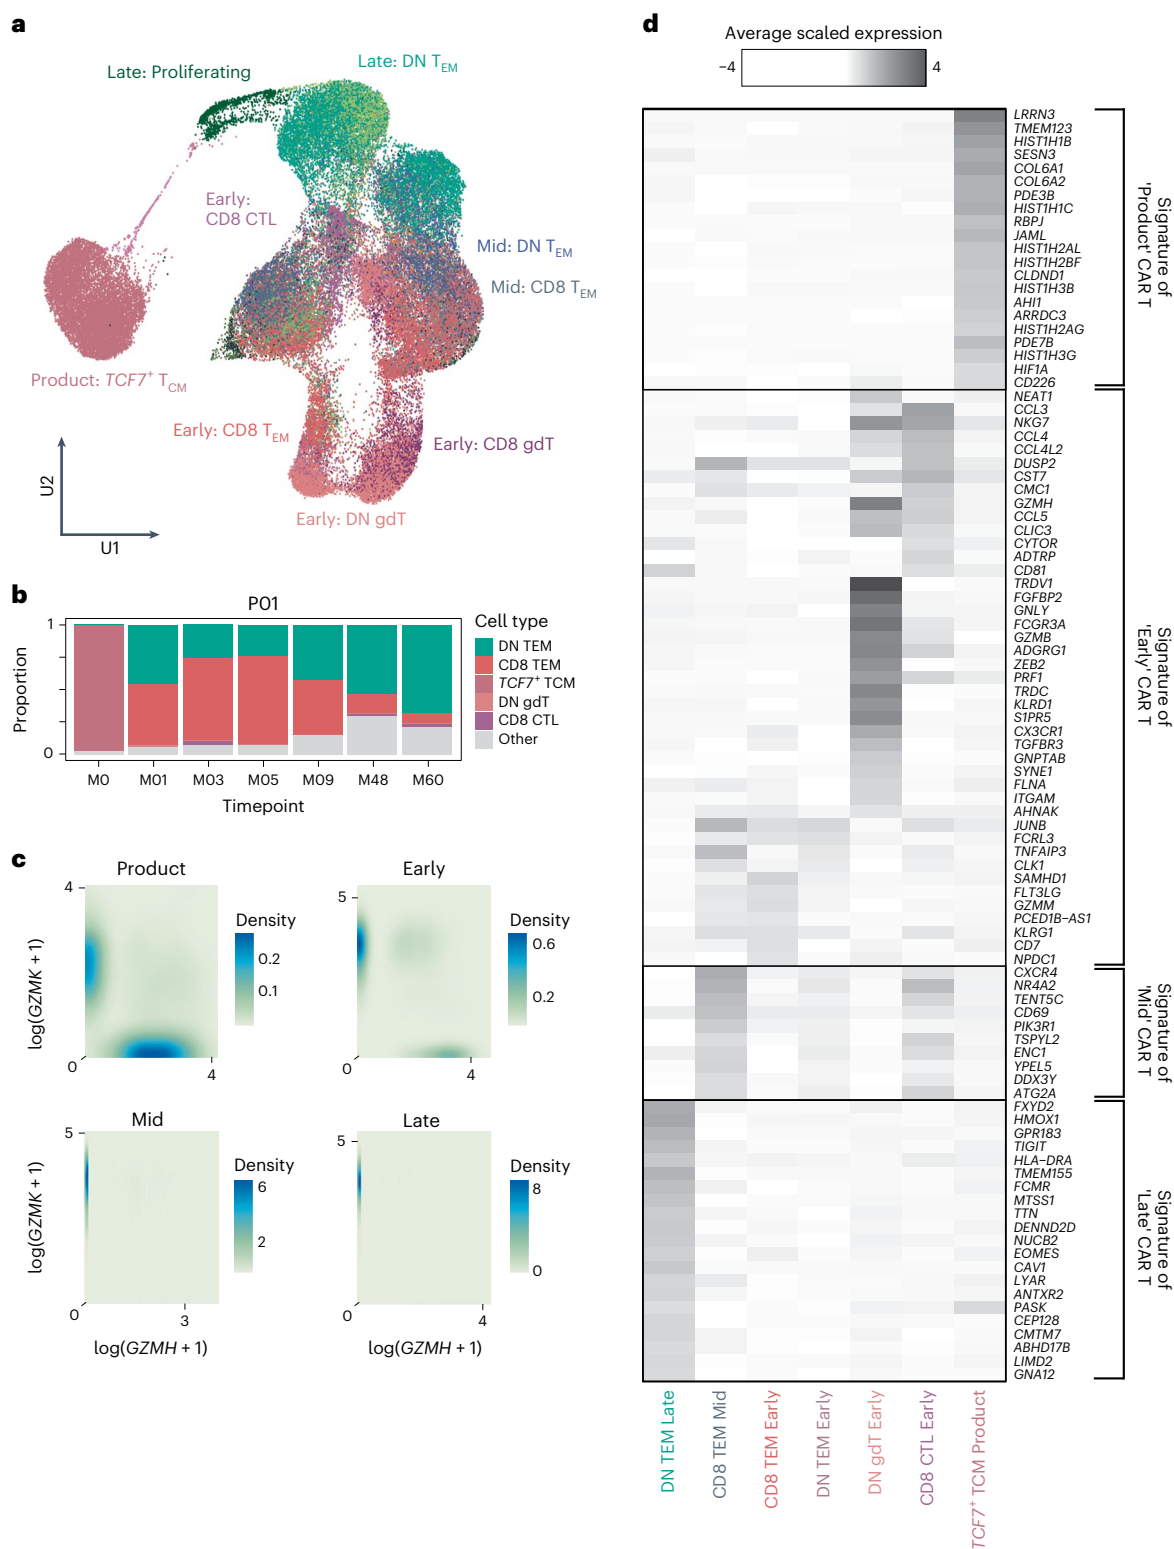 a
Late: Proliferating
Late: DN TEM
Early:
CD8 CTL
Mid: DN TEM
Mid: CD8 TEM
Product: TCF7+ TCM
Early: CD8 TEM
Early: CD8 gdT
Early: DN gdT
U2
U1
b
P01
Proportion
1
0
M0 M01 M03 M05 M09 M48 M60
Timepoint
Cell type
DN TEM
CD8 TEM
TCF7+ TCM
DN gdT
CD8 CTL
Other
c
Product
4
0
4
log(GZMK + 1)
Density
0.2
0.1
Early
5
0
4
Density
0.6
0.2
Mid
5
0
3
log(GZMK + 1)
log(GZMH + 1)
Density
6
2
Late
5
0
4
log(GZMH + 1)
Density
8
0
d
Average scaled expression
−4
4
LRRN3
TMEM123
HIST1H1B
SESN3
COL6A1
COL6A2
PDE3B
HIST1H1C
RBPJ
JAML
HIST1H2AL
HIST1H2BF
CLDND1
HIST1H3B
AHI1
ARRDC3
HIST1H2AG
PDE7B
HIST1H3G
HIF1A
CD226
Signature of
'Product' CAR T
NEAT1
CCL3
NKG7
CCL4
CCL4L2
DUSP2
CST7
CMC1
GZMH
CCL5
CLIC3
CYTOR
ADTRP
CD81
TRDV1
FGFBP2
GNLY
FCGR3A
GZMB
ADGRG1
ZEB2
PRF1
TRDC
KLRD1
S1PR5
CX3CR1
TGFBR3
GNPTAB
SYNE1
FLNA
ITGAM
AHNAK
JUNB
FCRL3
TNFAIP3
CLK1
SAMHD1
FLT3LG
GZMM
PCED1B−AS1
KLRG1
CD7
NPDC1
Signature of
'Early' CAR T
CXCR4
NR4A2
TENT5C
CD69
PIK3R1
TSPYL2
ENC1
YPEL5
DDX3Y
ATG2A
Signature of
'Mid' CAR T
FXYD2
HMOX1
GPR183
TIGIT
HLA−DRA
TMEM155
FCMR
MTSS1
TTN
DENND2D
NUCB2
EOMES
CAV1
LYAR
ANTXR2
PASK
CEP128
CMTM7
ABHD17B
LIMD2
GNA12
Signature of
'Late' CAR T
DN TEM Late
CD8 TEM Mid
CD8 TEM Early
DN TEM Early
DN gdT Early
CD8 CTL Early
TCF7+ TCM Product